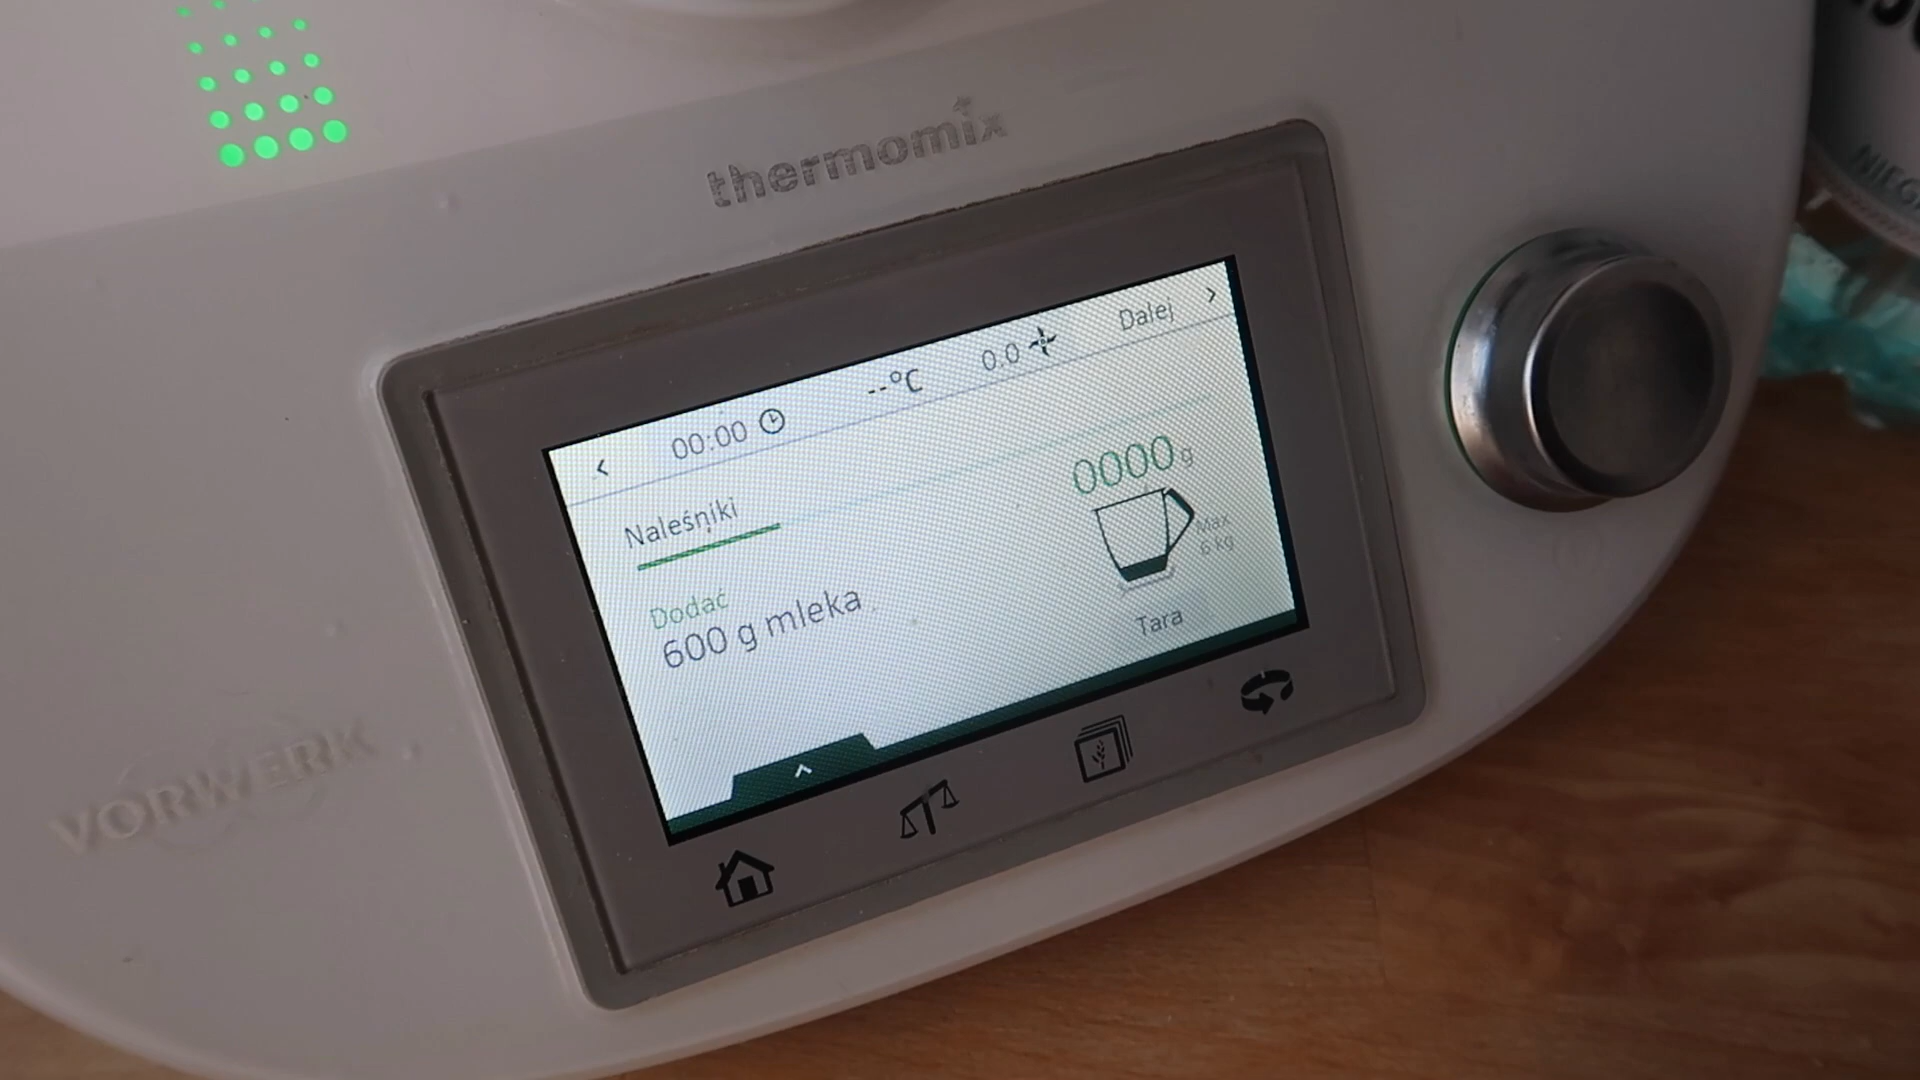 thermomix
< 00:00 --°C 0.0 Dalej >
Naleśniki
0000 g
Max
6 kg
Dodać
600 g mleka
Tara
VORWERK